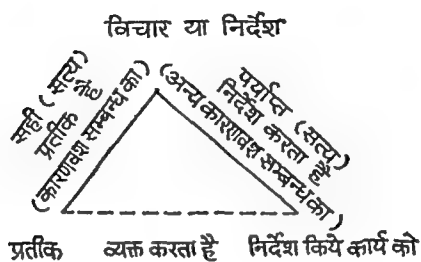 विचार या निर्देश
सही (सत्य)
प्रतीक है
(कारणवश सम्बन्ध का)
पर्याप्त (सत्य)
निर्देश करता है
(अन्य कारणवश सम्बन्ध का)
प्रतीक व्यक्त करता है निर्देश किये कार्य को